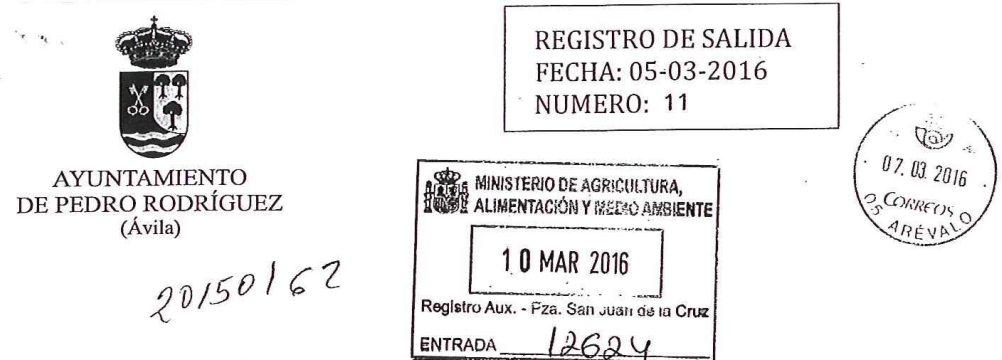 REGISTRO DE SALIDA
FECHA: 05-03-2016
NUMERO: 11
AYUNTAMIENTO
DE PEDRO RODRÍGUEZ
(Ávila)
20150162
MINISTERIO DE AGRICULTURA,
ALIMENTACIÓN Y MEDIO AMBIENTE
10 MAR 2016
Registro Aux. - Pza. San Juan de la Cruz
ENTRADA 12624
07. 03. 2016
CORREOS
05 ARÉVALO